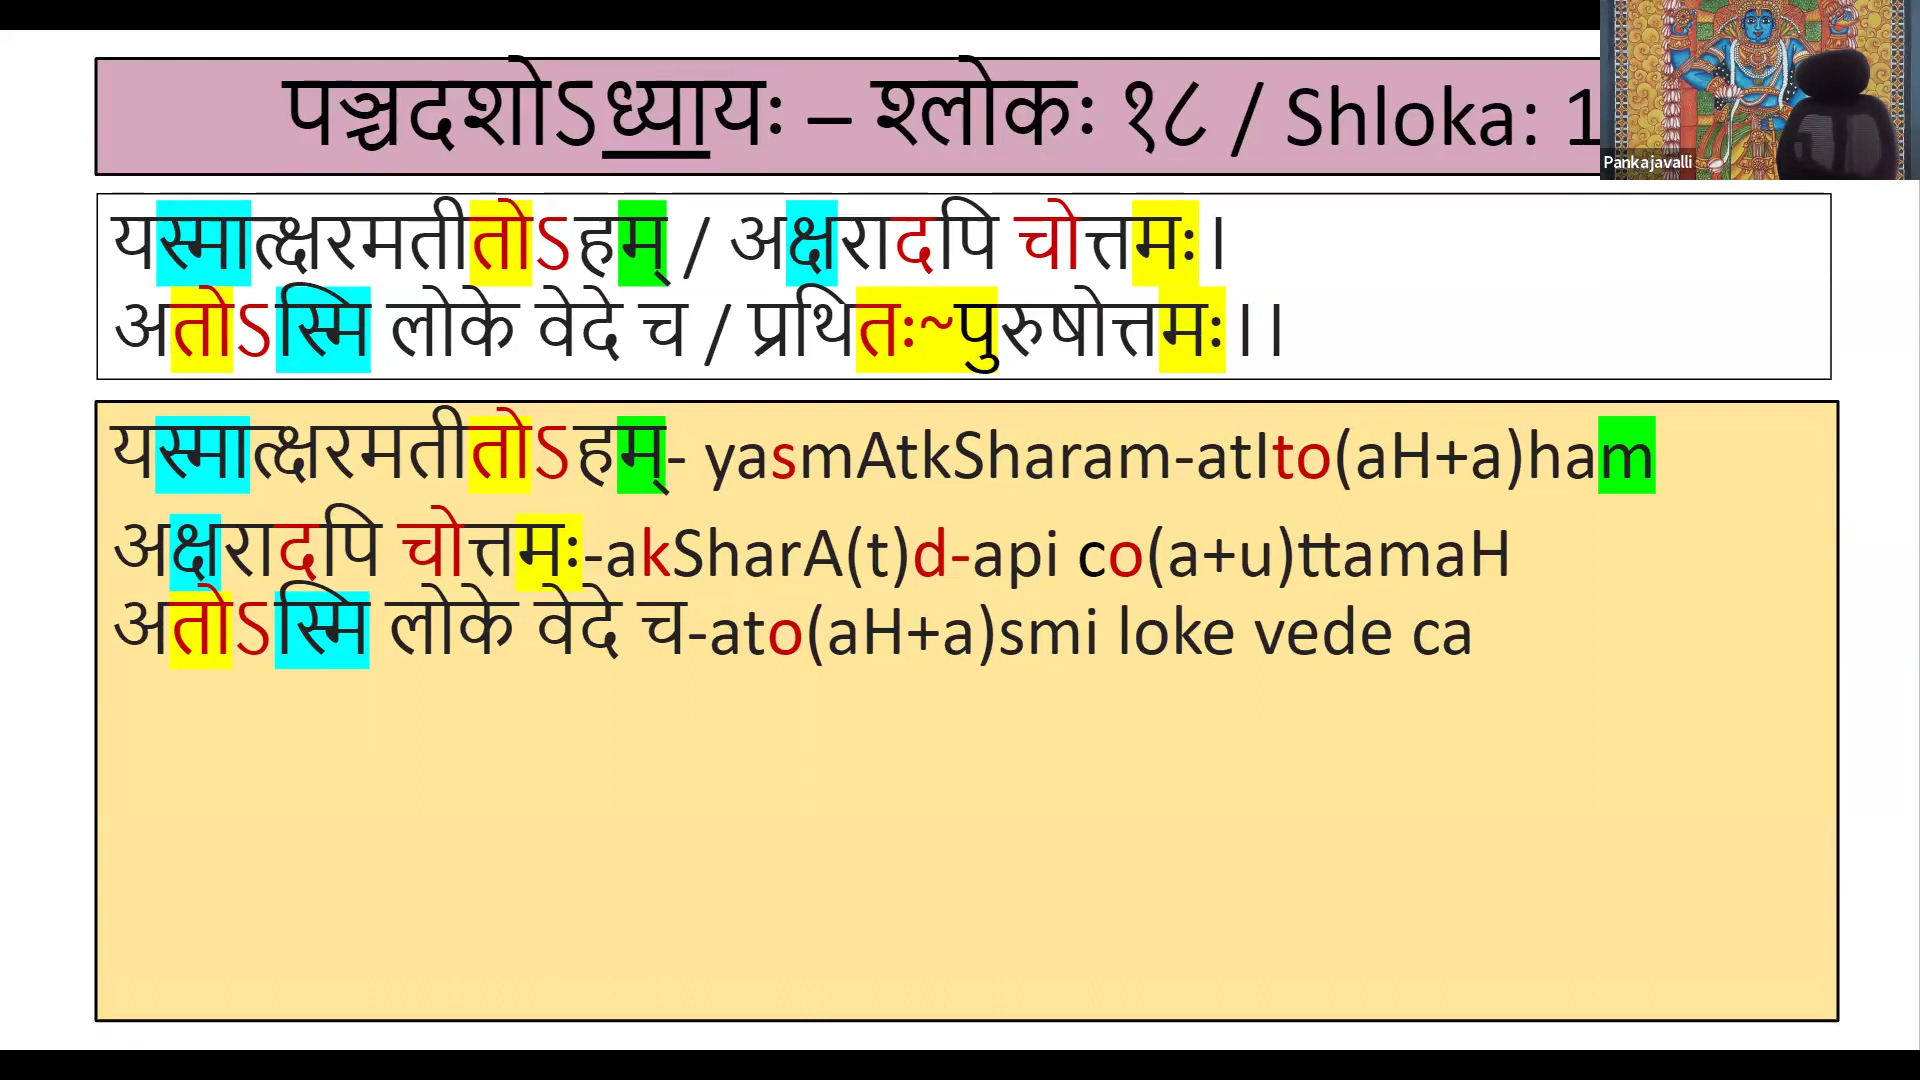 पञ्चदशोऽध्यायः – श्लोकः १८ / Shloka: 1
Pankajavalli
यस्मात्क्षरमतीतोऽहम् / अक्षरादपि चोत्तमः।
अतोऽस्मि लोके वेदे च / प्रथितः~पुरुषोत्तमः।।
यस्मात्क्षरमतीतोऽहम्- yasmAtkSharam-atIto(aH+a)ham
अक्षरादपि चोत्तमः-akSharA(t)d-api co(a+u)ttamaH
अतोऽस्मि लोके वेदे च-ato(aH+a)smi loke vede ca